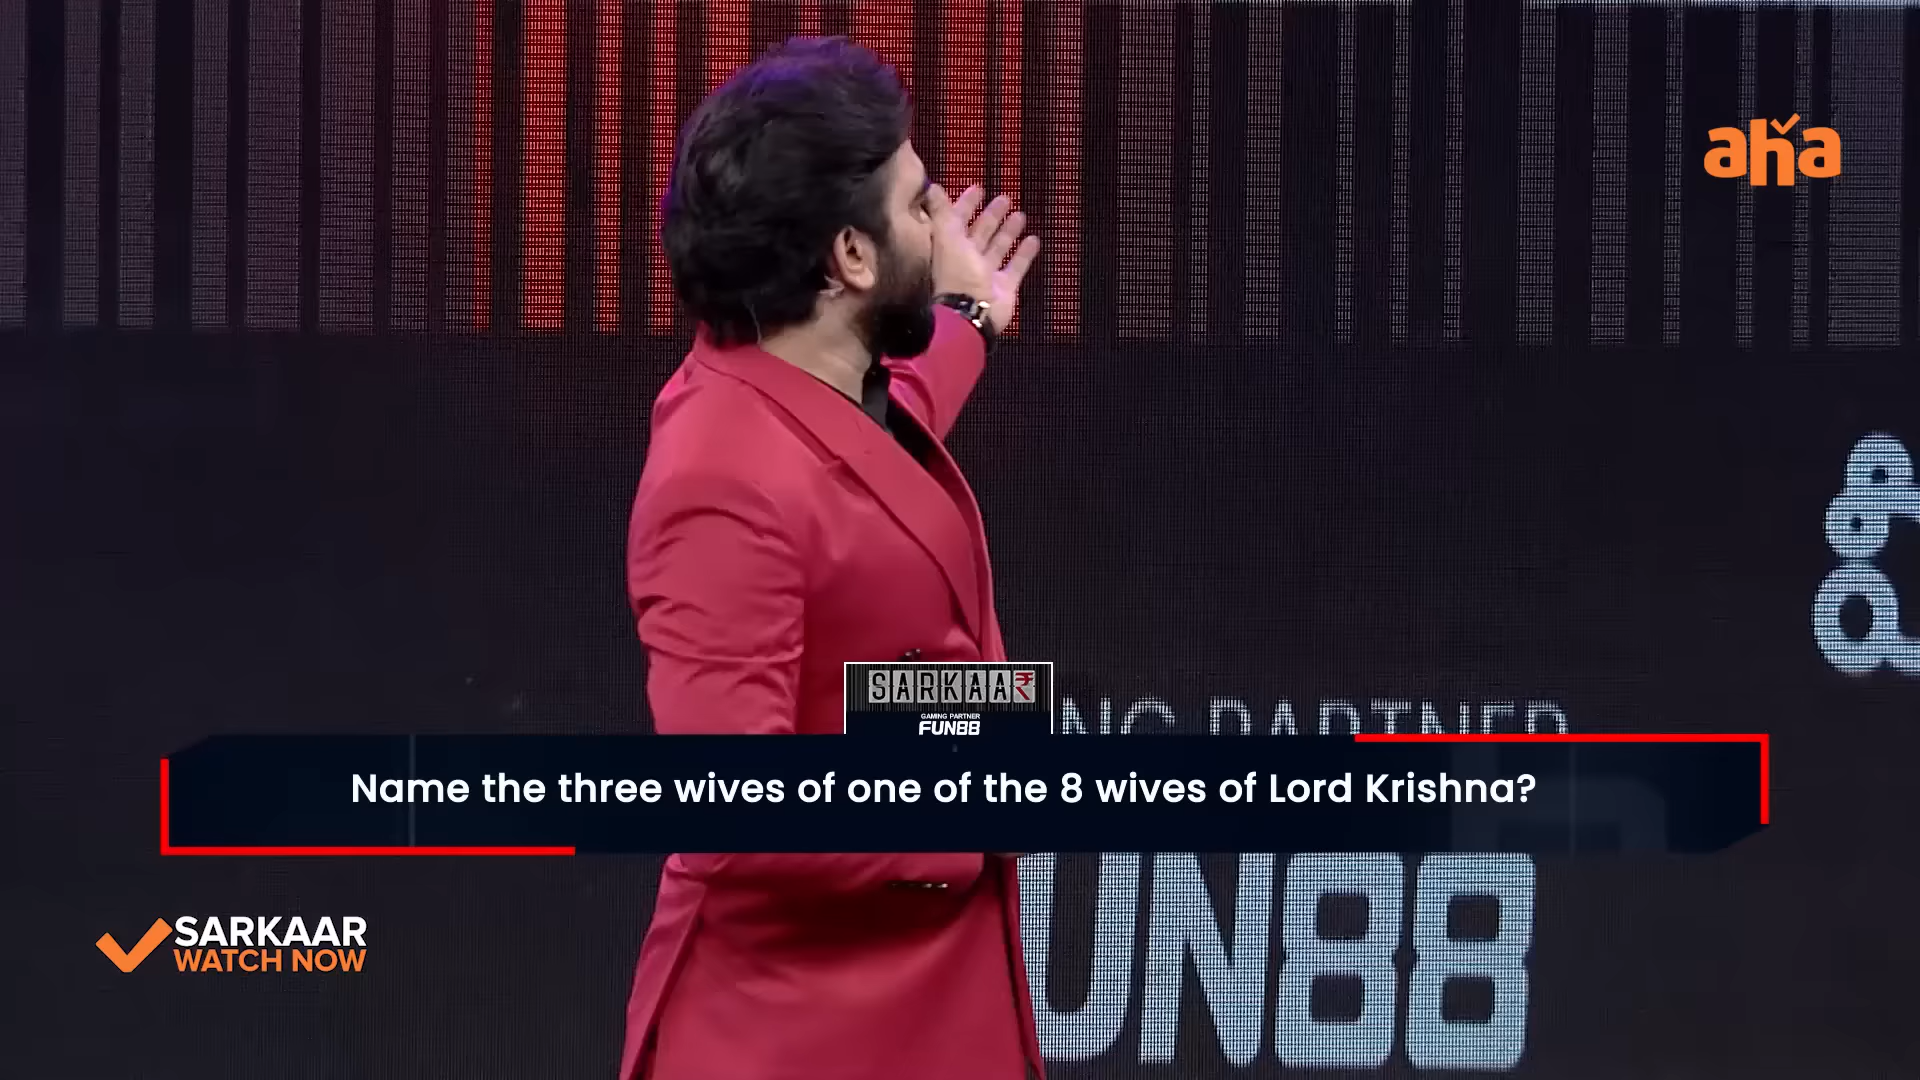 aha
SARKAAR
GAMING PARTNER
FUN88
Name the three wives of one of the 8 wives of Lord Krishna?
SARKAAR
WATCH NOW
FUN88